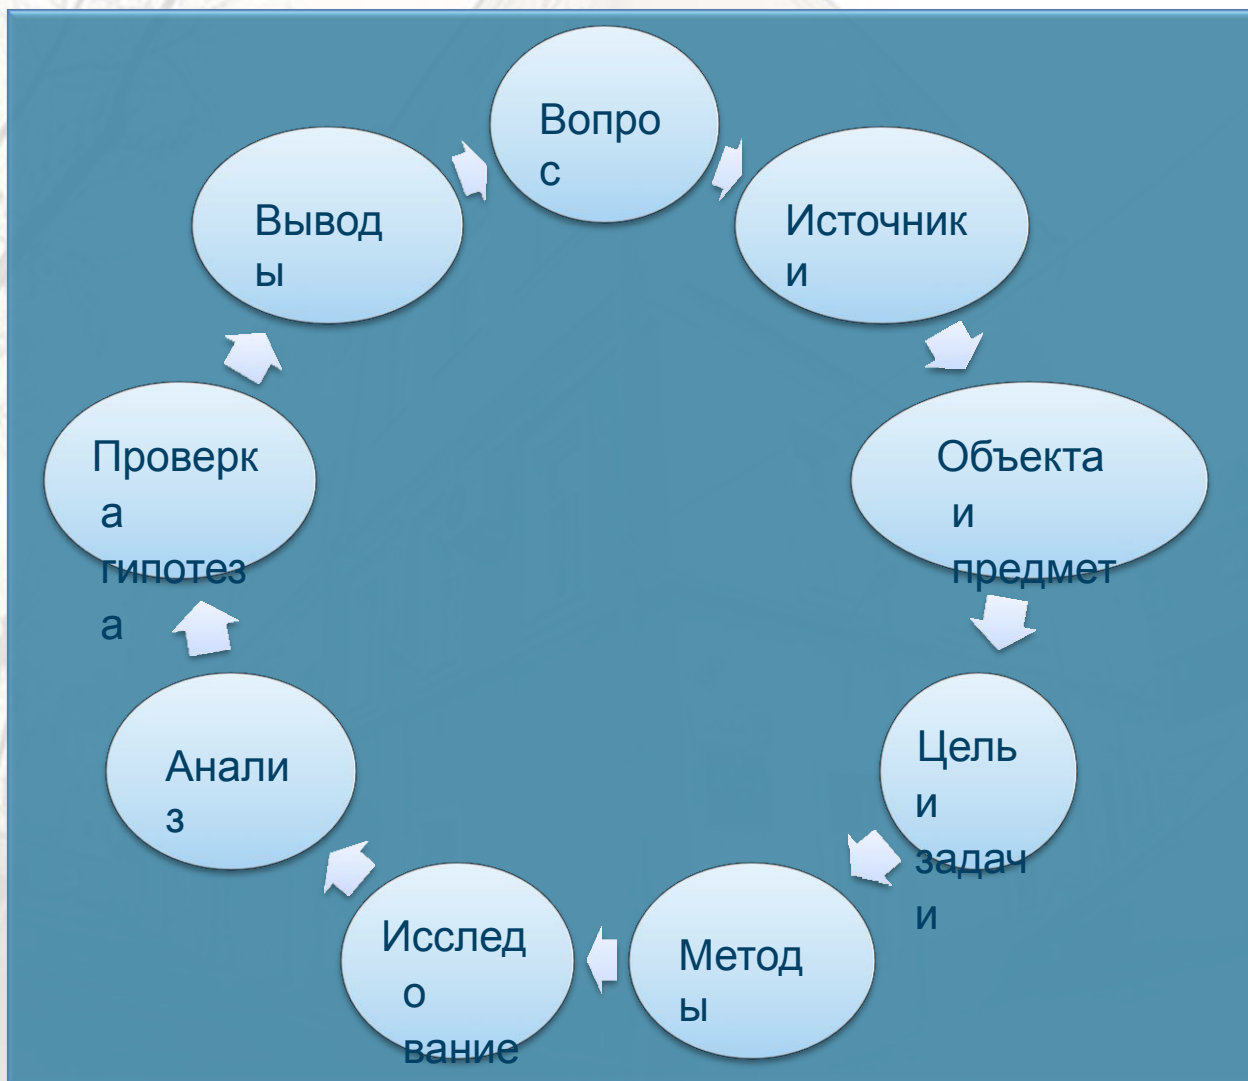 Вопро
с
Источник
и
Объекта
и
предмет
Цель
и
задач
и
Метод
ы
Исслед
о
вание
Анали
з
Проверк
а
гипотез
а
Вывод
ы